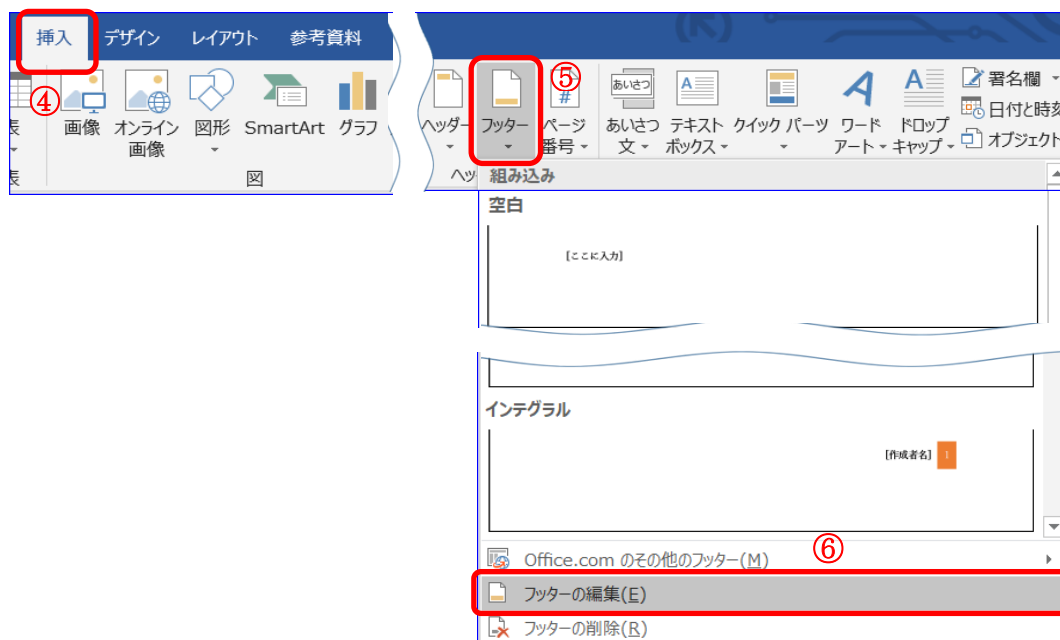 挿入 デザイン レイアウト 参考資料
④ ⑤
画像 オンライン 図形 SmartArt グラフ
画像
図
ヘッダー フッター ページ あいさつ テキスト クイック パーツ ワード ドロップ 署名欄
番号 文 ボックス アート キャップ 日付と時刻
オブジェクト
あいさつ A A A #
表
表
ヘッ
組み込み
空白
[ここに入力]
インテグラル
[作成者名] 1
⑥
Office.com のその他のフッター(M)
フッターの編集(E)
フッターの削除(R)